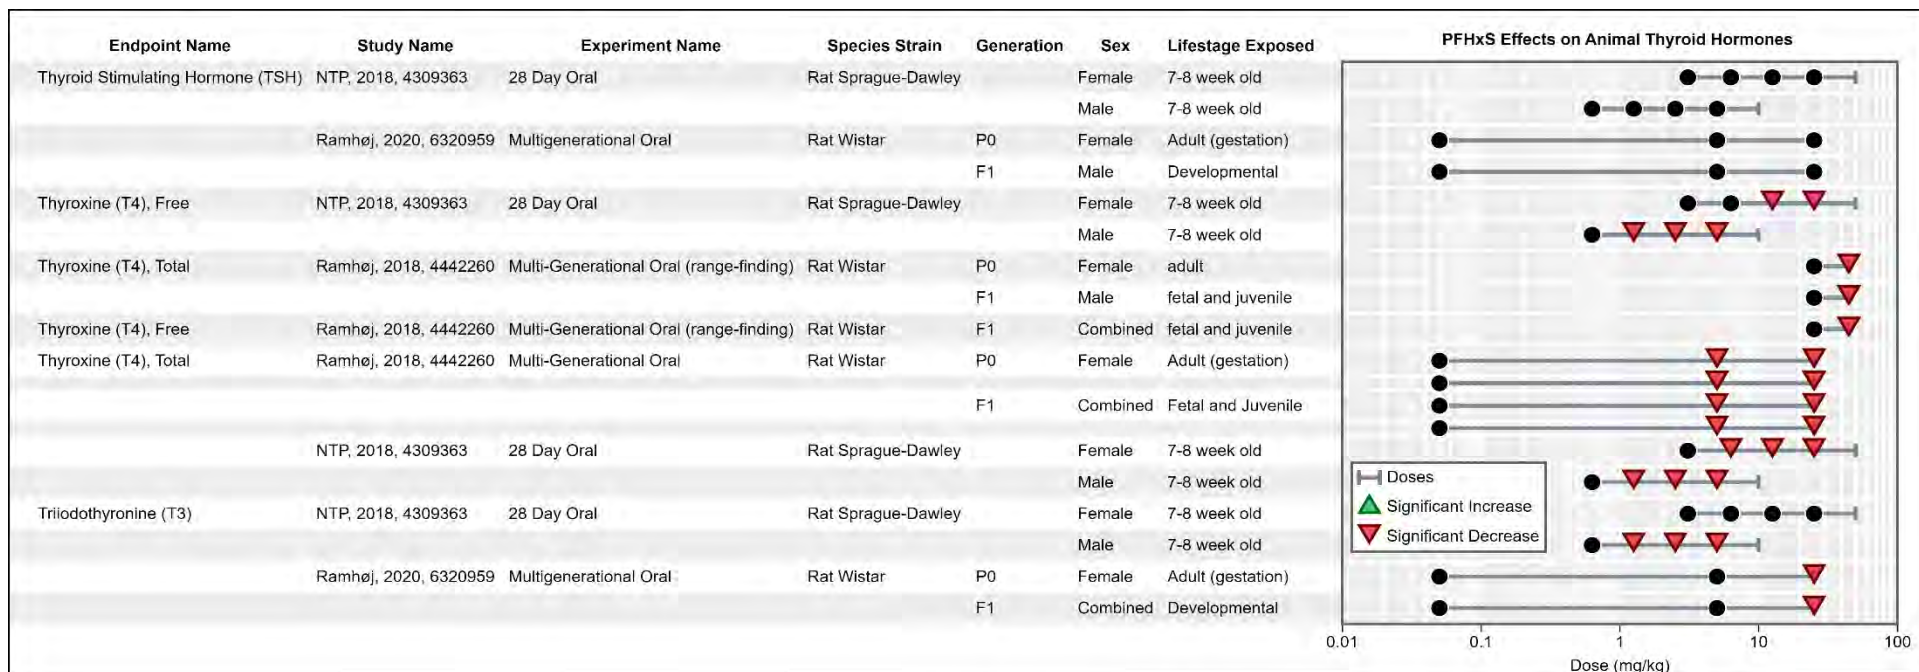 PFHxS Effects on Animal Thyroid Hormones
Endpoint Name Study Name Experiment Name Species Strain Generation Sex Lifestage Exposed
Thyroid Stimulating Hormone (TSH) NTP, 2018, 4309363 28 Day Oral Rat Sprague-Dawley Female 7-8 week old
Male 7-8 week old
Ramhøj, 2020, 6320959 Multigenerational Oral Rat Wistar P0 Female Adult (gestation)
F1 Male Developmental
Thyroxine (T4), Free NTP, 2018, 4309363 28 Day Oral Rat Sprague-Dawley Female 7-8 week old
Male 7-8 week old
Thyroxine (T4), Total Ramhøj, 2018, 4442260 Multi-Generational Oral (range-finding) Rat Wistar P0 Female adult
F1 Male fetal and juvenile
Thyroxine (T4), Free Ramhøj, 2018, 4442260 Multi-Generational Oral (range-finding) Rat Wistar F1 Combined fetal and juvenile
Thyroxine (T4), Total Ramhøj, 2018, 4442260 Multi-Generational Oral Rat Wistar P0 Female Adult (gestation)
F1 Combined Fetal and Juvenile
NTP, 2018, 4309363 28 Day Oral Rat Sprague-Dawley Female 7-8 week old
Male 7-8 week old
Triiodothyronine (T3) NTP, 2018, 4309363 28 Day Oral Rat Sprague-Dawley Female 7-8 week old
Male 7-8 week old
Ramhøj, 2020, 6320959 Multigenerational Oral Rat Wistar P0 Female Adult (gestation)
F1 Combined Developmental
Doses
Significant Increase
Significant Decrease
0.01 0.1 1 10 100
Dose (mg/kg)